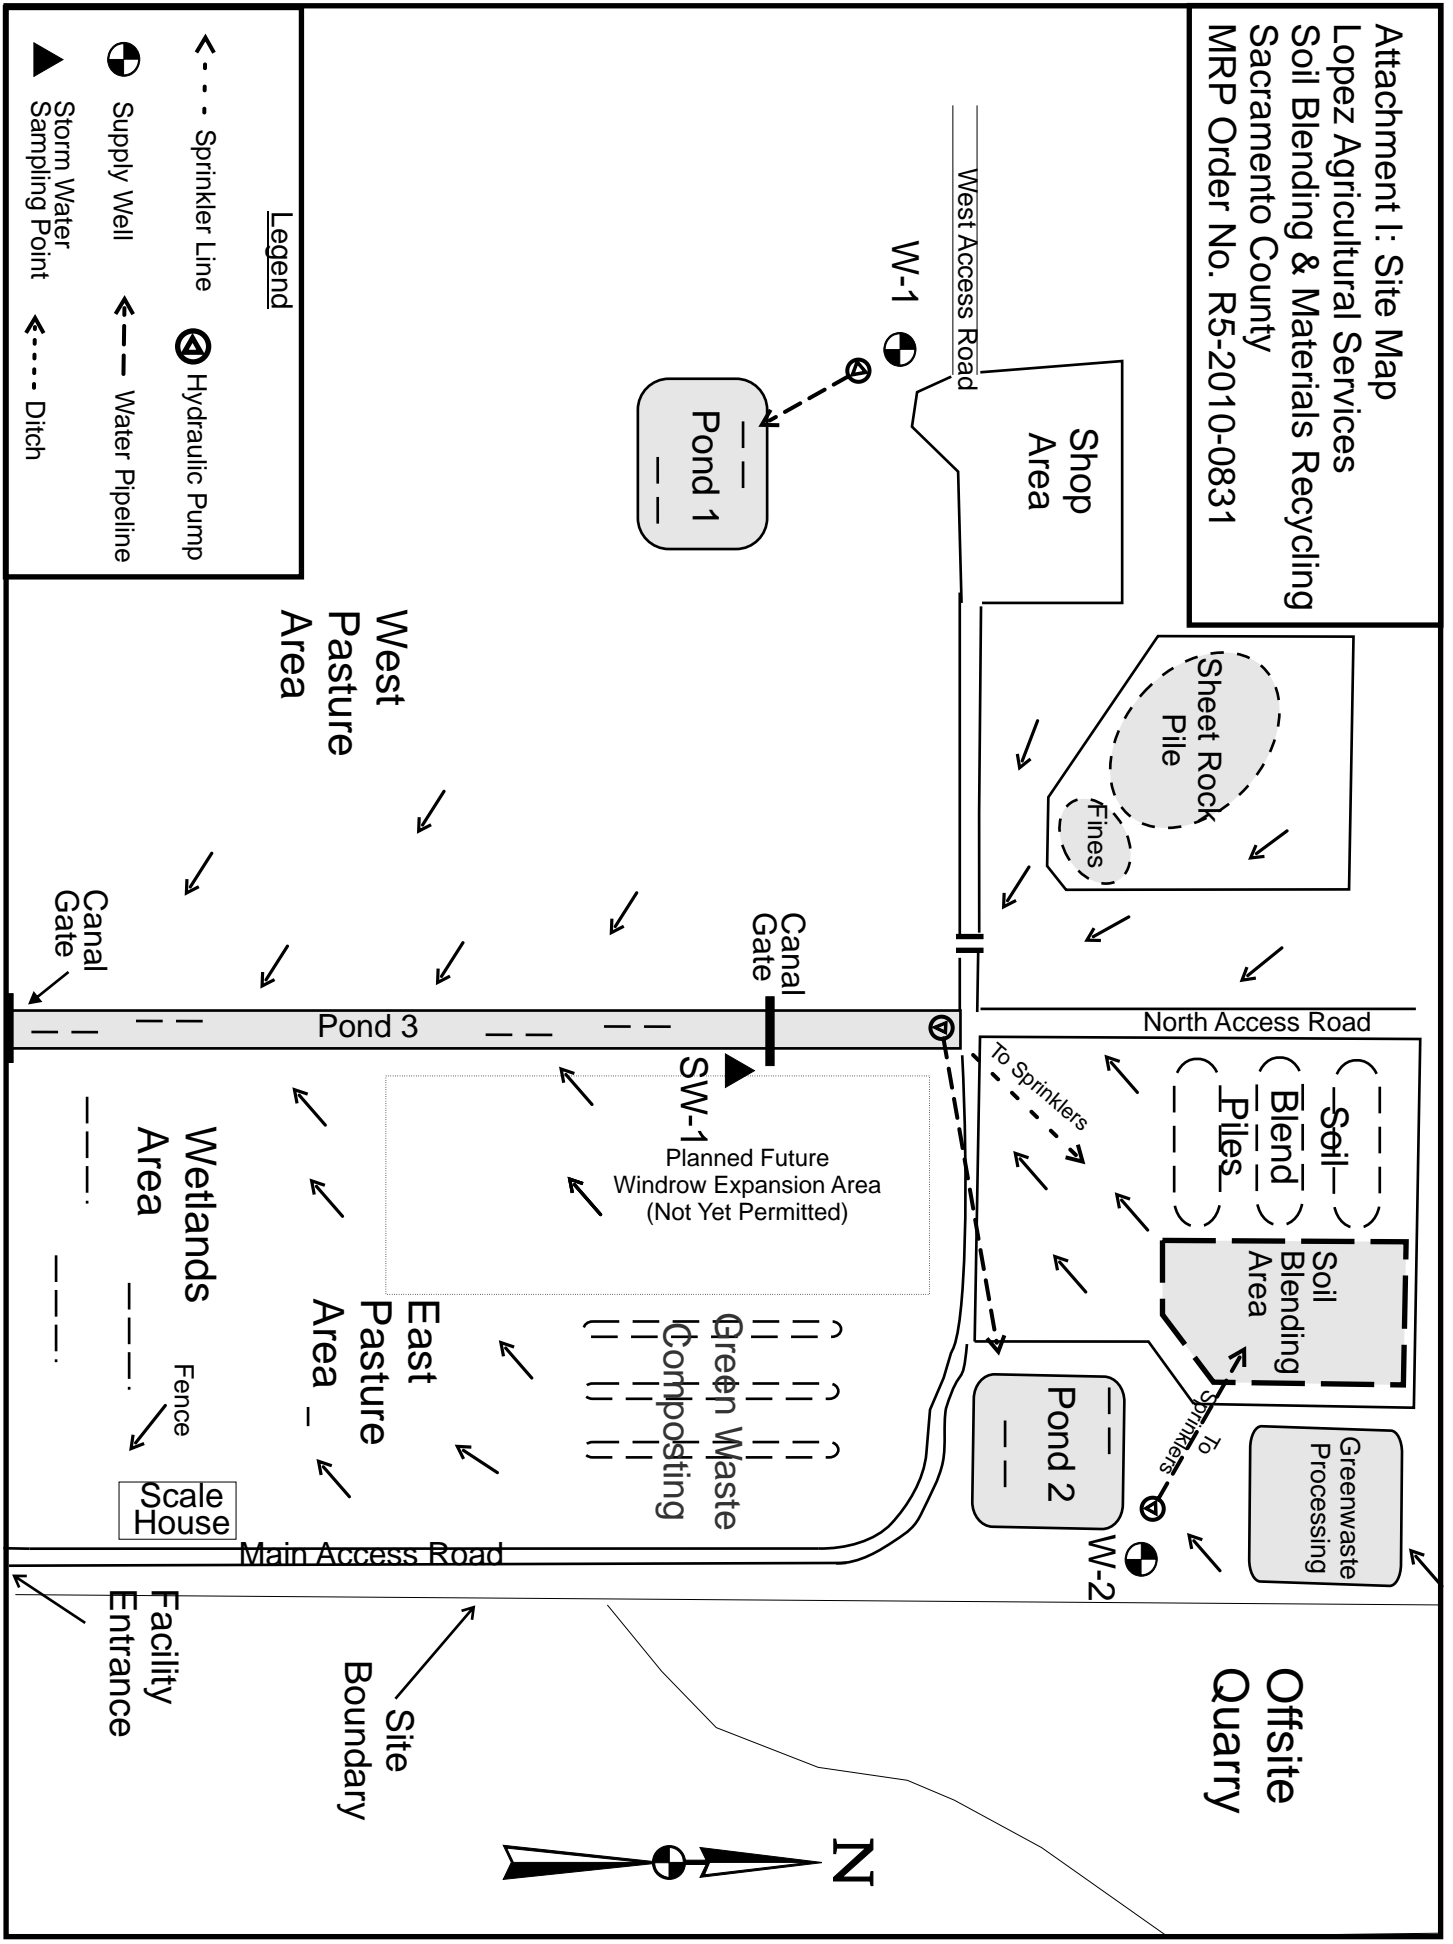 Attachment I: Site Map
Lopez Agricultural Services
Soil Blending & Materials Recycling
Sacramento County
MRP Order No. R5-2010-0831
North Access Road
Sheet Rock
Pile
Fines
Shop
Area
West Access Road
W-1
Pond 1
Soil
Blend
Piles
Soil
Blending
Area
Greenwaste
Processing
To Sprinklers
To
Sprinklers
Pond 2
W-2
Offsite
Quarry
N
Canal
Gate
SW-1
Planned Future
Windrow Expansion Area
(Not Yet Permitted)
Green Waste
Composting
West
Pasture
Area
Pond 3
East
Pasture
Area
Wetlands
Area
Fence
Scale
House
Main Access Road
Site
Boundary
Facility
Entrance
Canal
Gate
Legend
Sprinkler Line
Hydraulic Pump
Supply Well
Water Pipeline
Storm Water
Sampling Point
Ditch